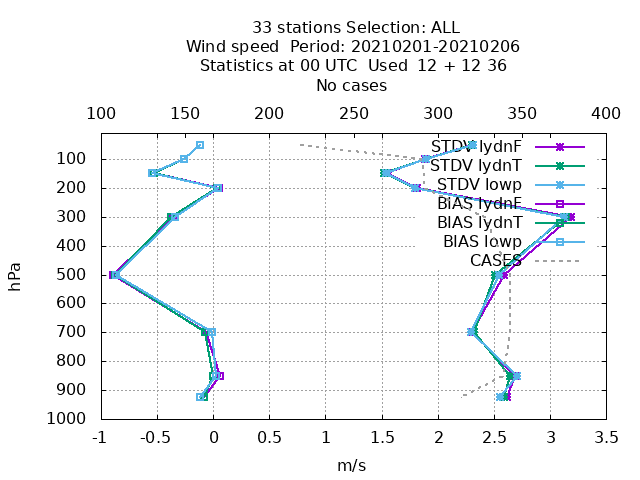 33 stations Selection: ALL
Wind speed  Period: 20210201-20210206
Statistics at 00 UTC  Used  12 + 12 36
No cases
100 150 200 250 300 350 400
STDV lydnF
STDV lydnT
STDV lowp
BIAS lydnF
BIAS lydnT
BIAS lowp
CASES
100
200
300
400
500
600
700
800
900
1000
hPa
-1 -0.5 0 0.5 1 1.5 2 2.5 3 3.5
m/s